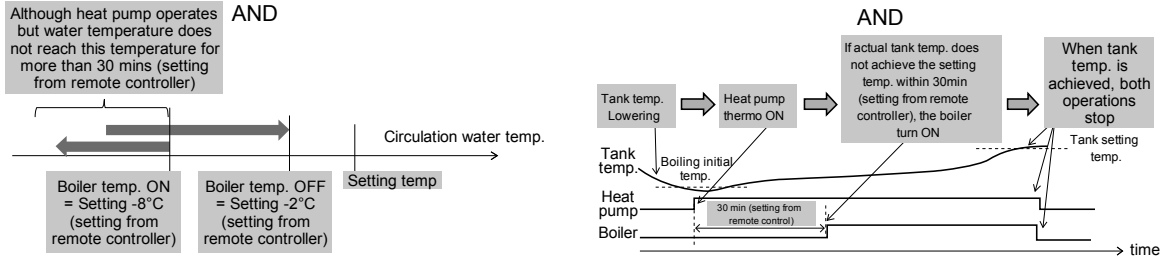 Although heat pump operates
but water temperature does
not reach this temperature for
more than 30 mins (setting
from remote controller)
AND
Circulation water temp.
Boiler temp. ON
= Setting -8°C
(setting from
remote controller)
Boiler temp. OFF
= Setting -2°C
(setting from
remote controller)
Setting temp
AND
Tank temp.
Lowering
Heat pump
thermo ON
If actual tank temp. does
not achieve the setting
temp. within 30min
(setting from remote
controller), the boiler
turn ON
When tank
temp. is
achieved, both
operations
stop
Tank
temp.
Boiling initial
temp.
Tank setting
temp.
Heat
pump
30 min (setting from
remote control)
Boiler
time